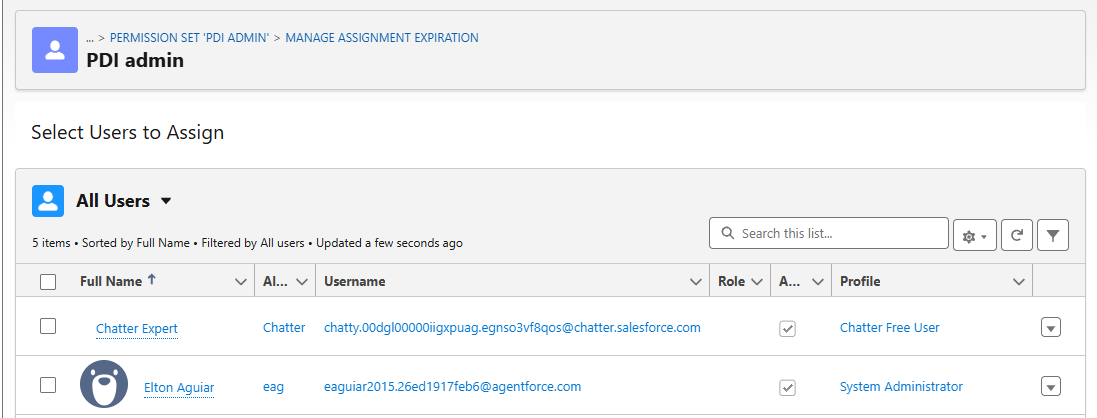 ... > PERMISSION SET 'PDI ADMIN' > MANAGE ASSIGNMENT EXPIRATION
PDI admin
Select Users to Assign
All Users
5 items • Sorted by Full Name • Filtered by All users • Updated a few seconds ago
Search this list...
Full Name Al... Username Role A... Profile
Chatter Expert Chatter chatty.00dgl00000iigxpuag.egnso3vf8qos@chatter.salesforce.com Chatter Free User
Elton Aguiar eag eaguiar2015.26ed1917feb6@agentforce.com System Administrator